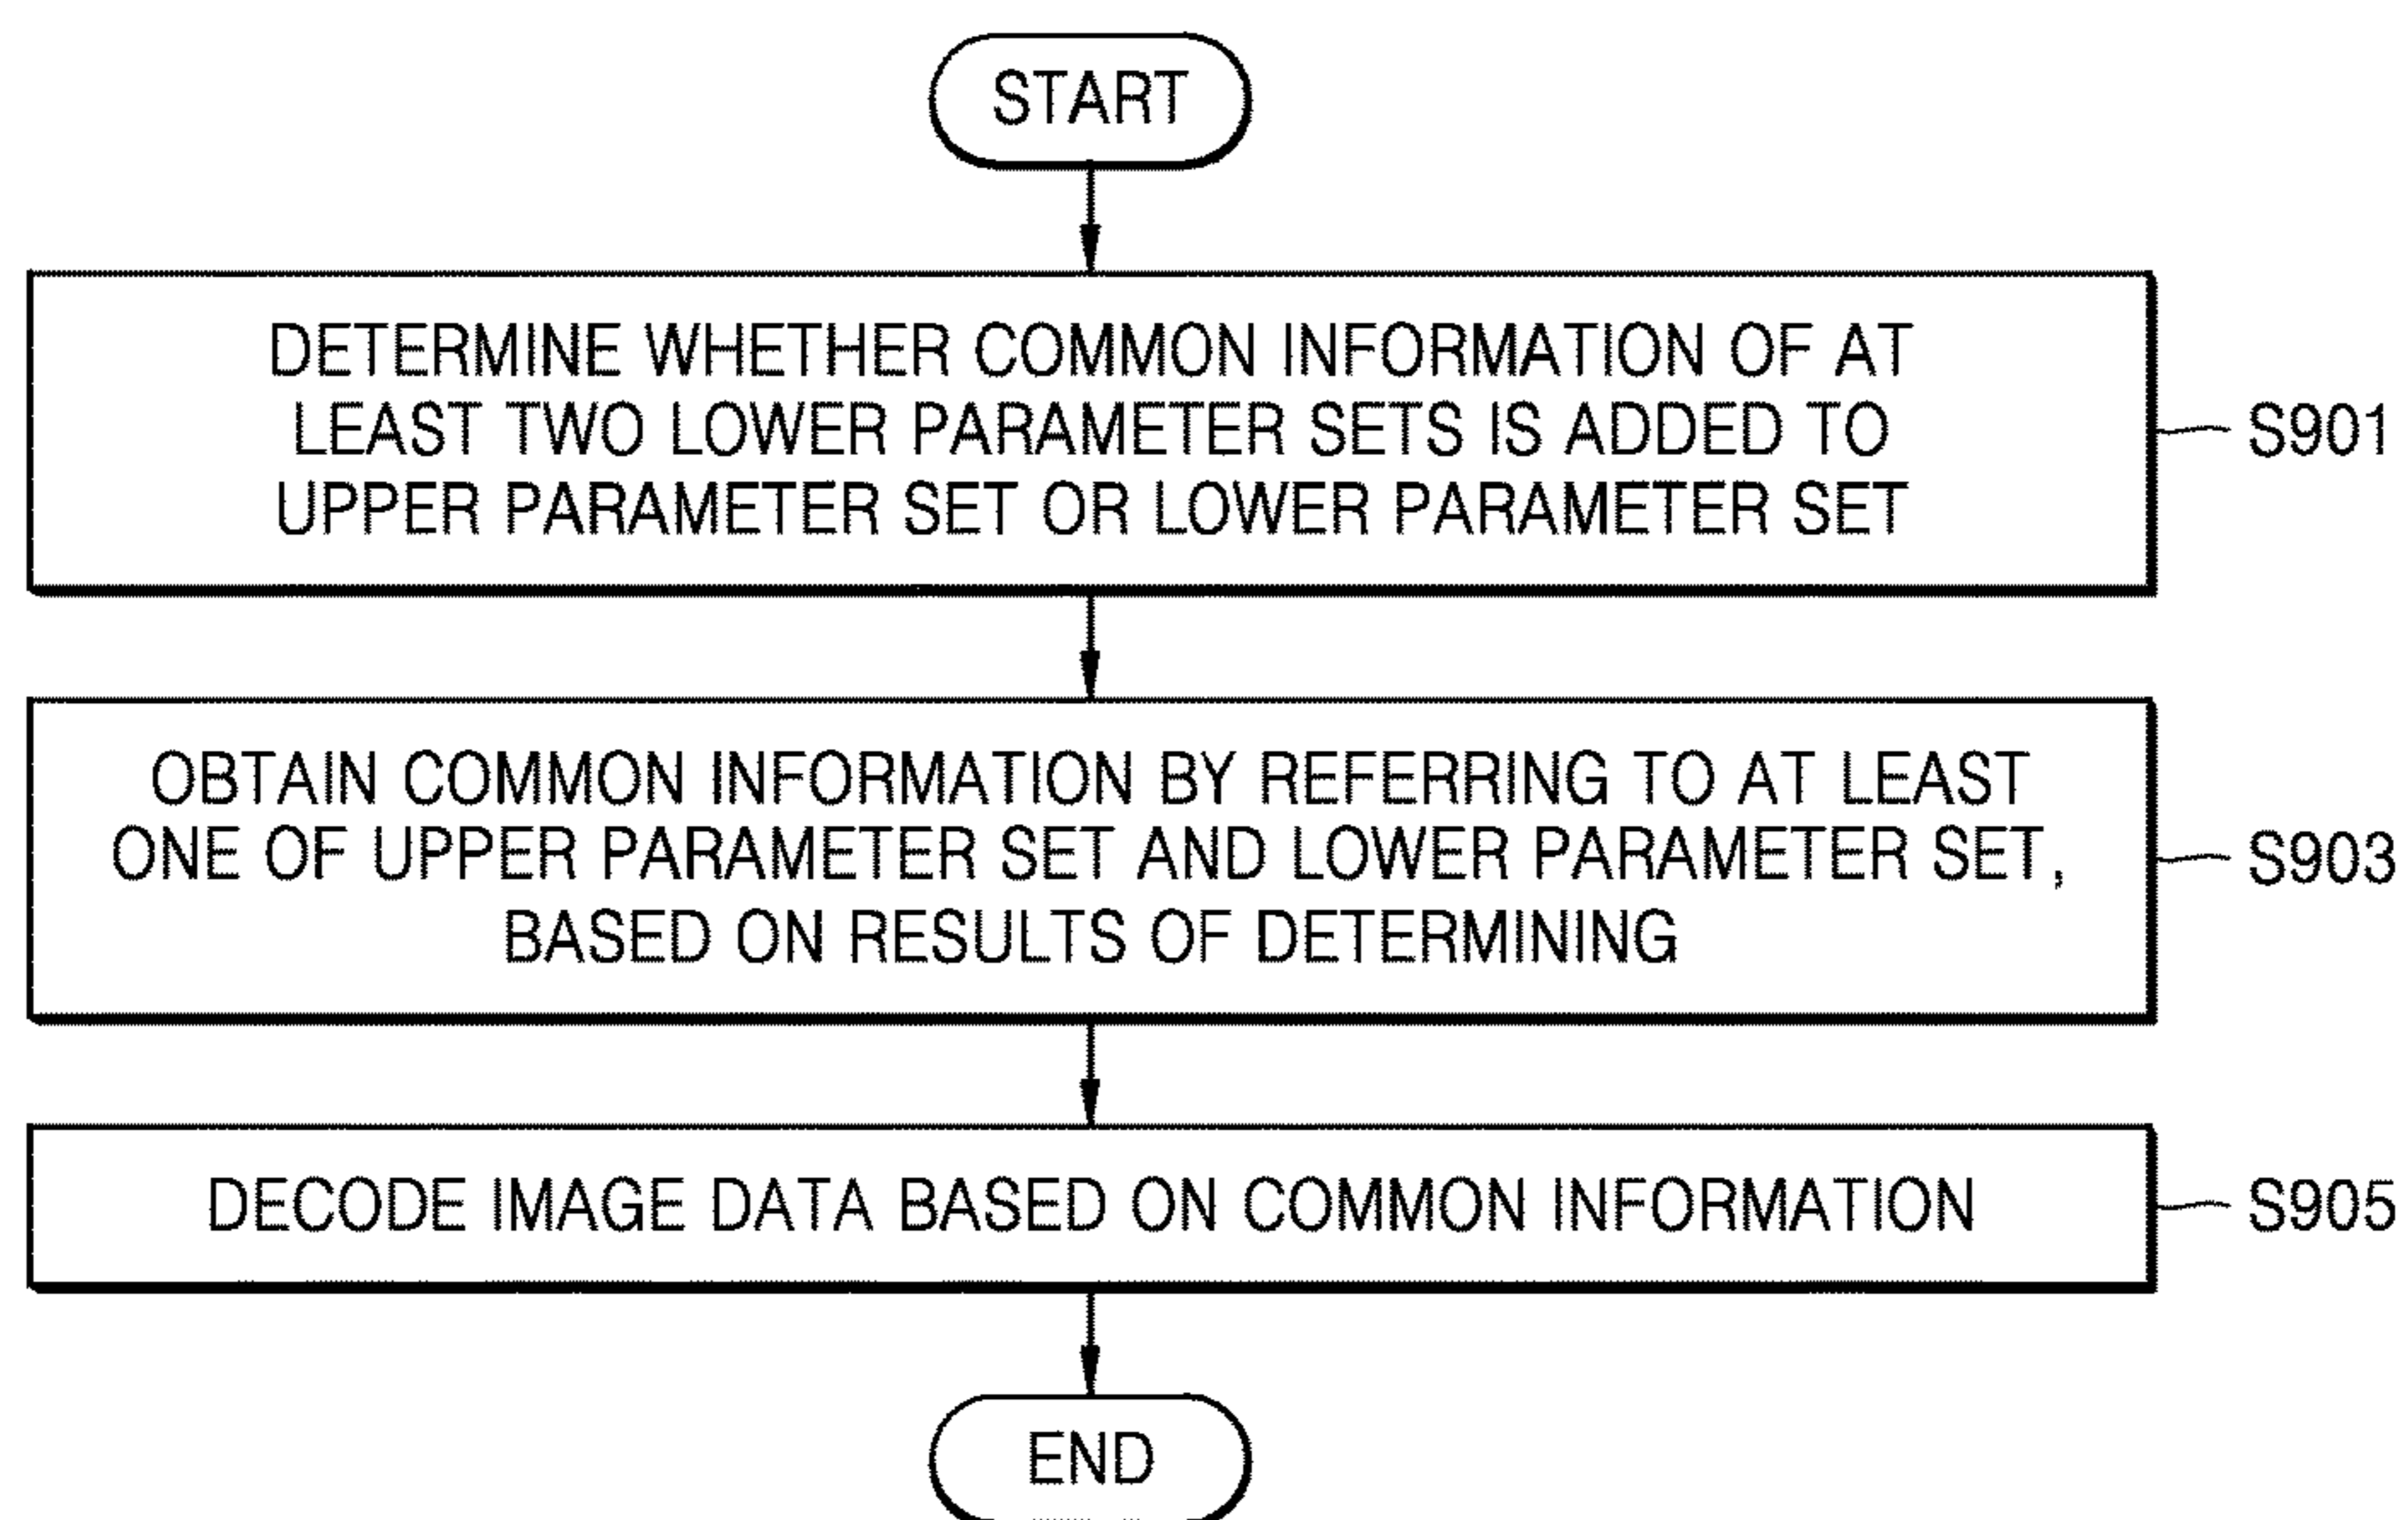 START
DETERMINE WHETHER COMMON INFORMATION OF AT
LEAST TWO LOWER PARAMETER SETS IS ADDED TO
UPPER PARAMETER SET OR LOWER PARAMETER SET
S901
OBTAIN COMMON INFORMATION BY REFERRING TO AT LEAST
ONE OF UPPER PARAMETER SET AND LOWER PARAMETER SET,
BASED ON RESULTS OF DETERMINING
S903
DECODE IMAGE DATA BASED ON COMMON INFORMATION
S905
END